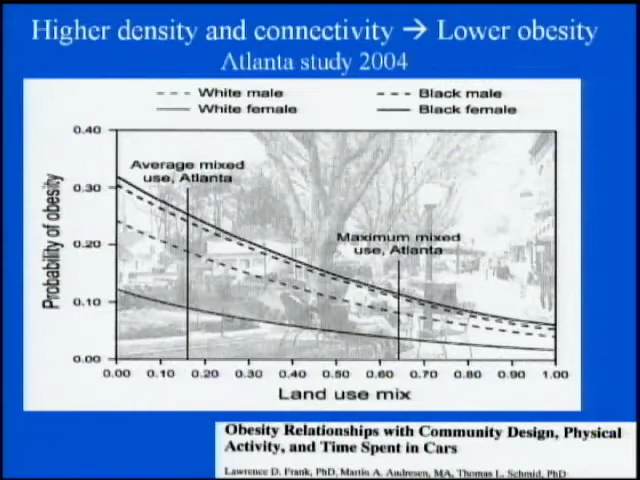 Higher density and connectivity → Lower obesity
Atlanta study 2004
White male
Black male
White female
Black female
Average mixed
use, Atlanta
Maximum mixed
use, Atlanta
Probability of obesity
0.40
0.30
0.20
0.10
0.00
0.00 0.10 0.20 0.30 0.40 0.50 0.60 0.70 0.80 0.90 1.00
Land use mix
Obesity Relationships with Community Design, Physical
Activity, and Time Spent in Cars
Lawrence D. Frank, PhD, Martin A. Andresen, MA, Thomas L. Schmid, PhD